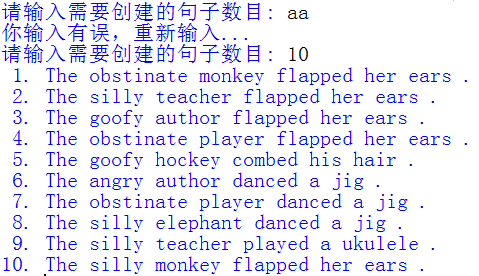 请输入需要创建的句子数目: aa
你输入有误，重新输入...
请输入需要创建的句子数目: 10
1. The obstinate monkey flapped her ears .
2. The silly teacher flapped her ears .
3. The goofy author flapped her ears .
4. The obstinate player flapped her ears .
5. The goofy hockey combed his hair .
6. The angry author danced a jig .
7. The obstinate player danced a jig .
8. The silly elephant danced a jig .
9. The silly teacher played a ukulele .
10. The silly monkey flapped her ears .